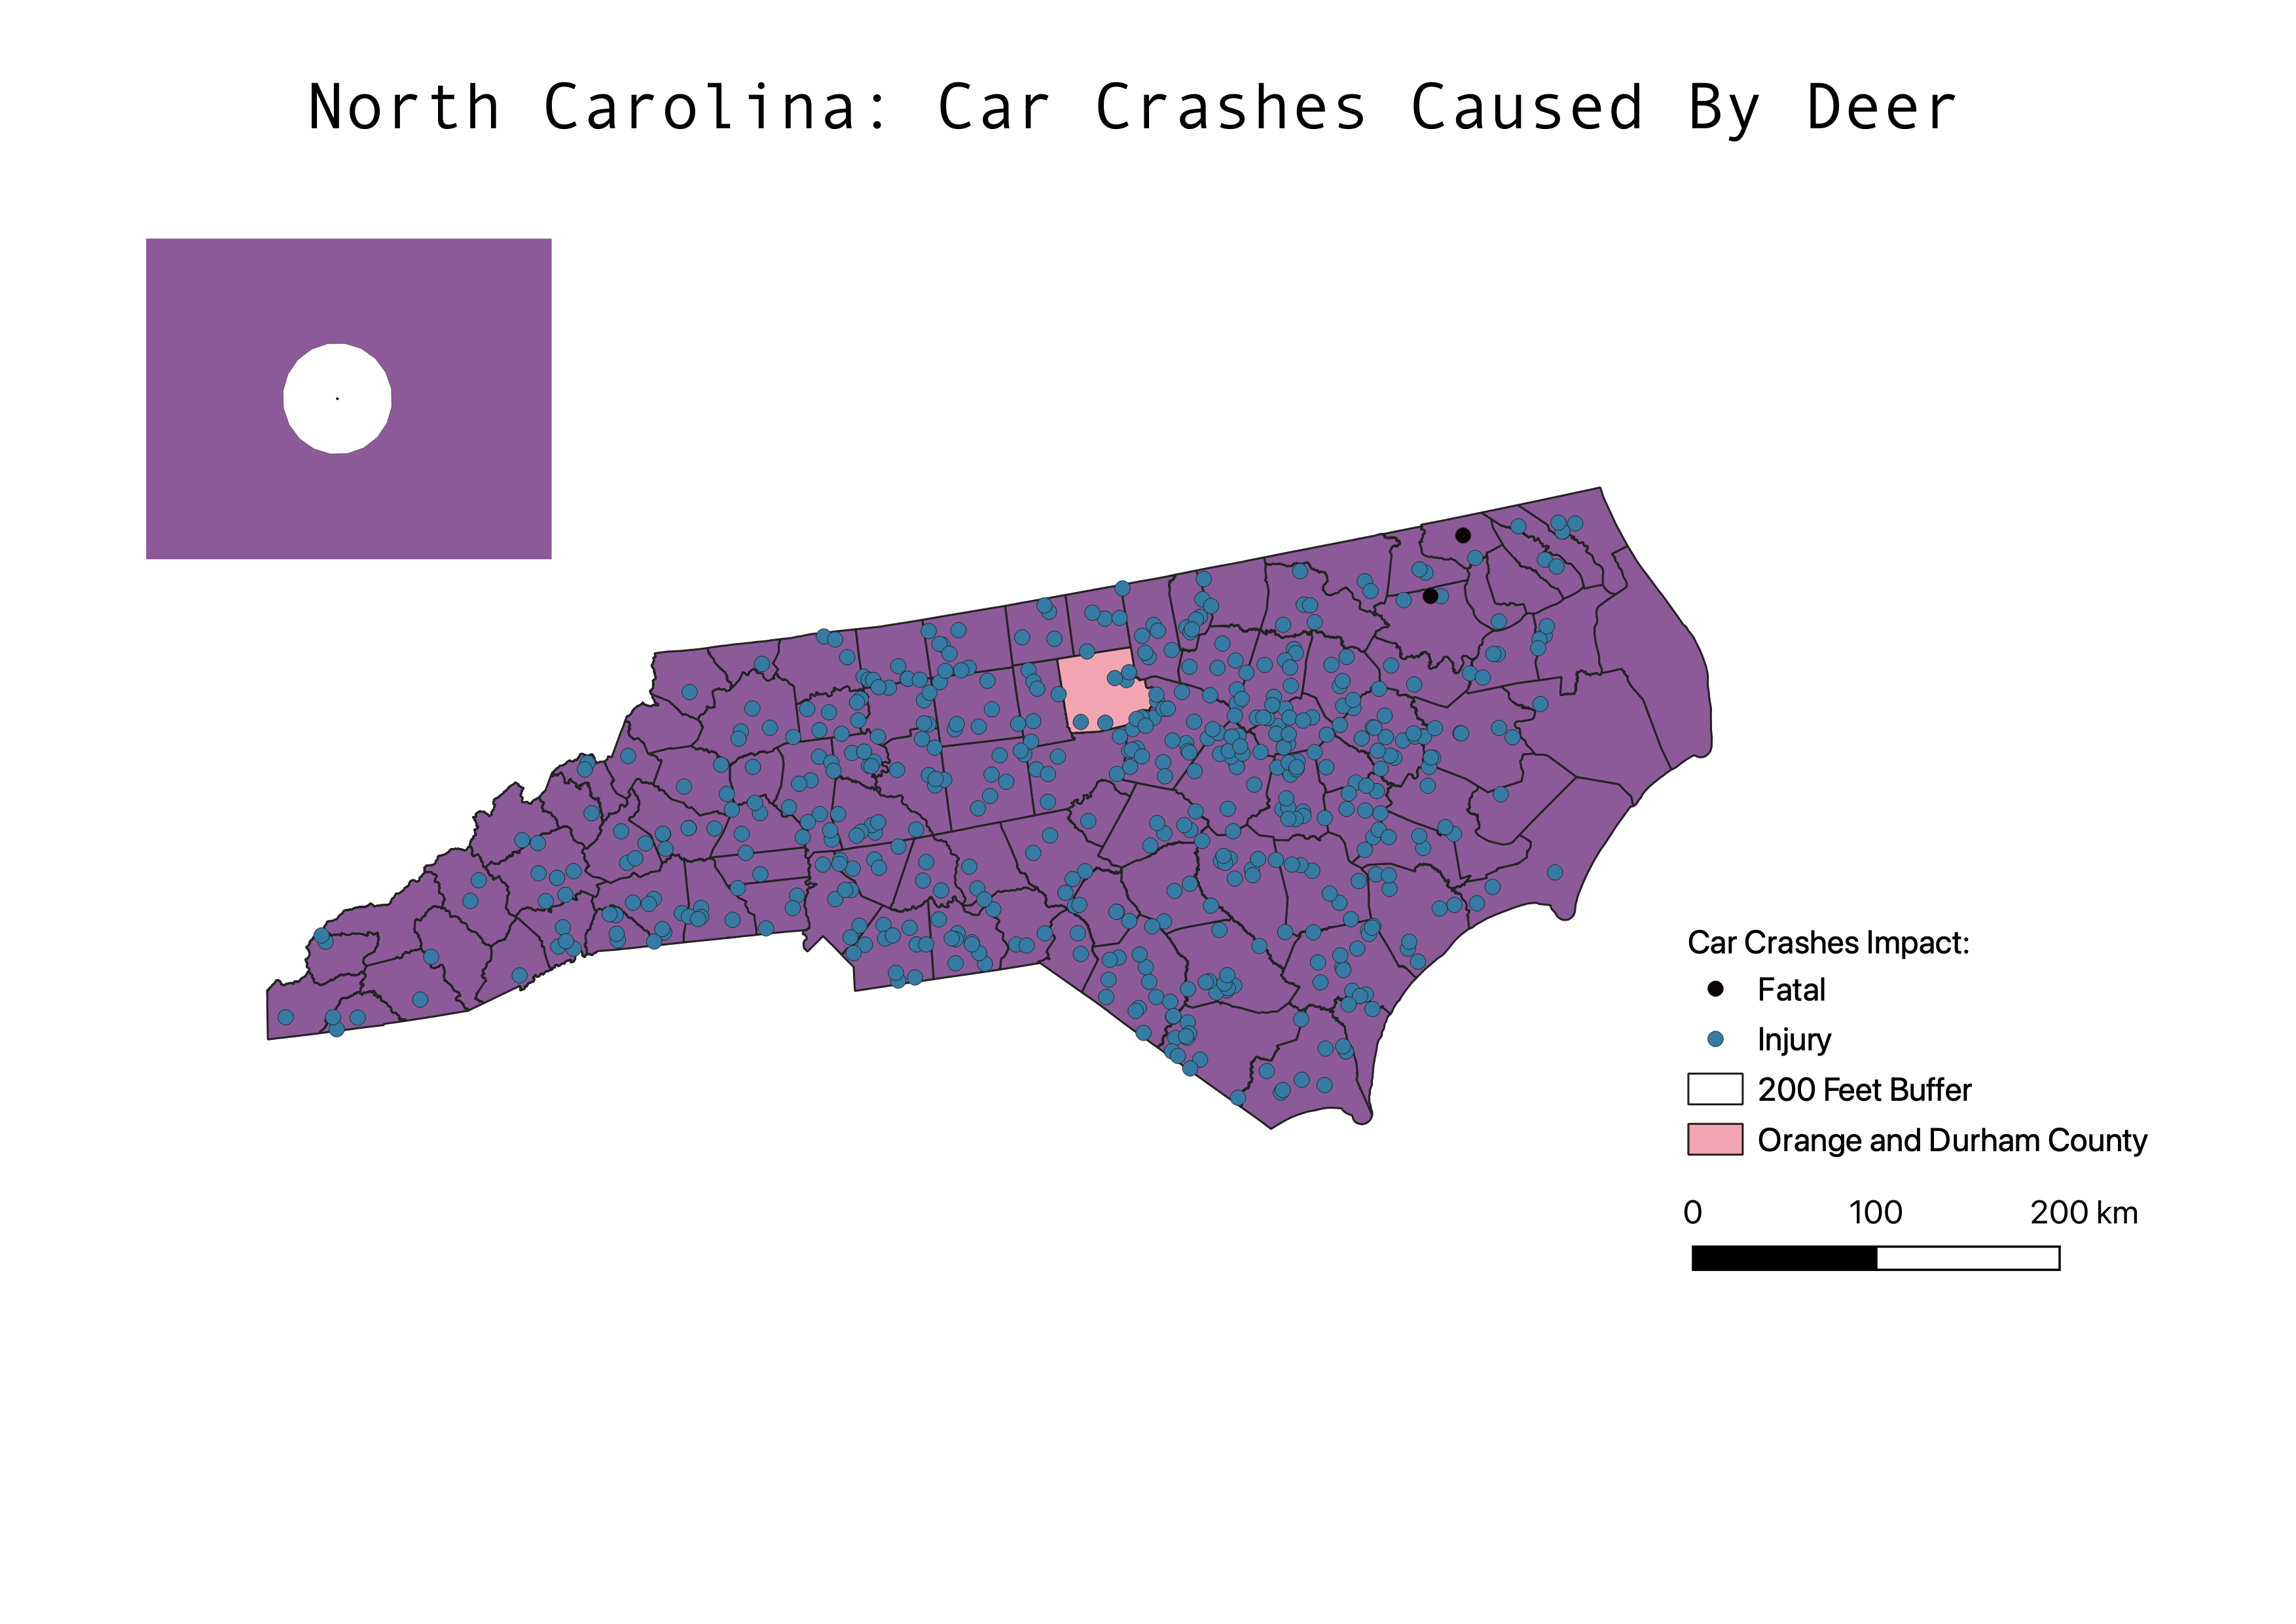 North Carolina: Car Crashes Caused By Deer
Car Crashes Impact:
Fatal
Injury
200 Feet Buffer
Orange and Durham County
0 100 200 km